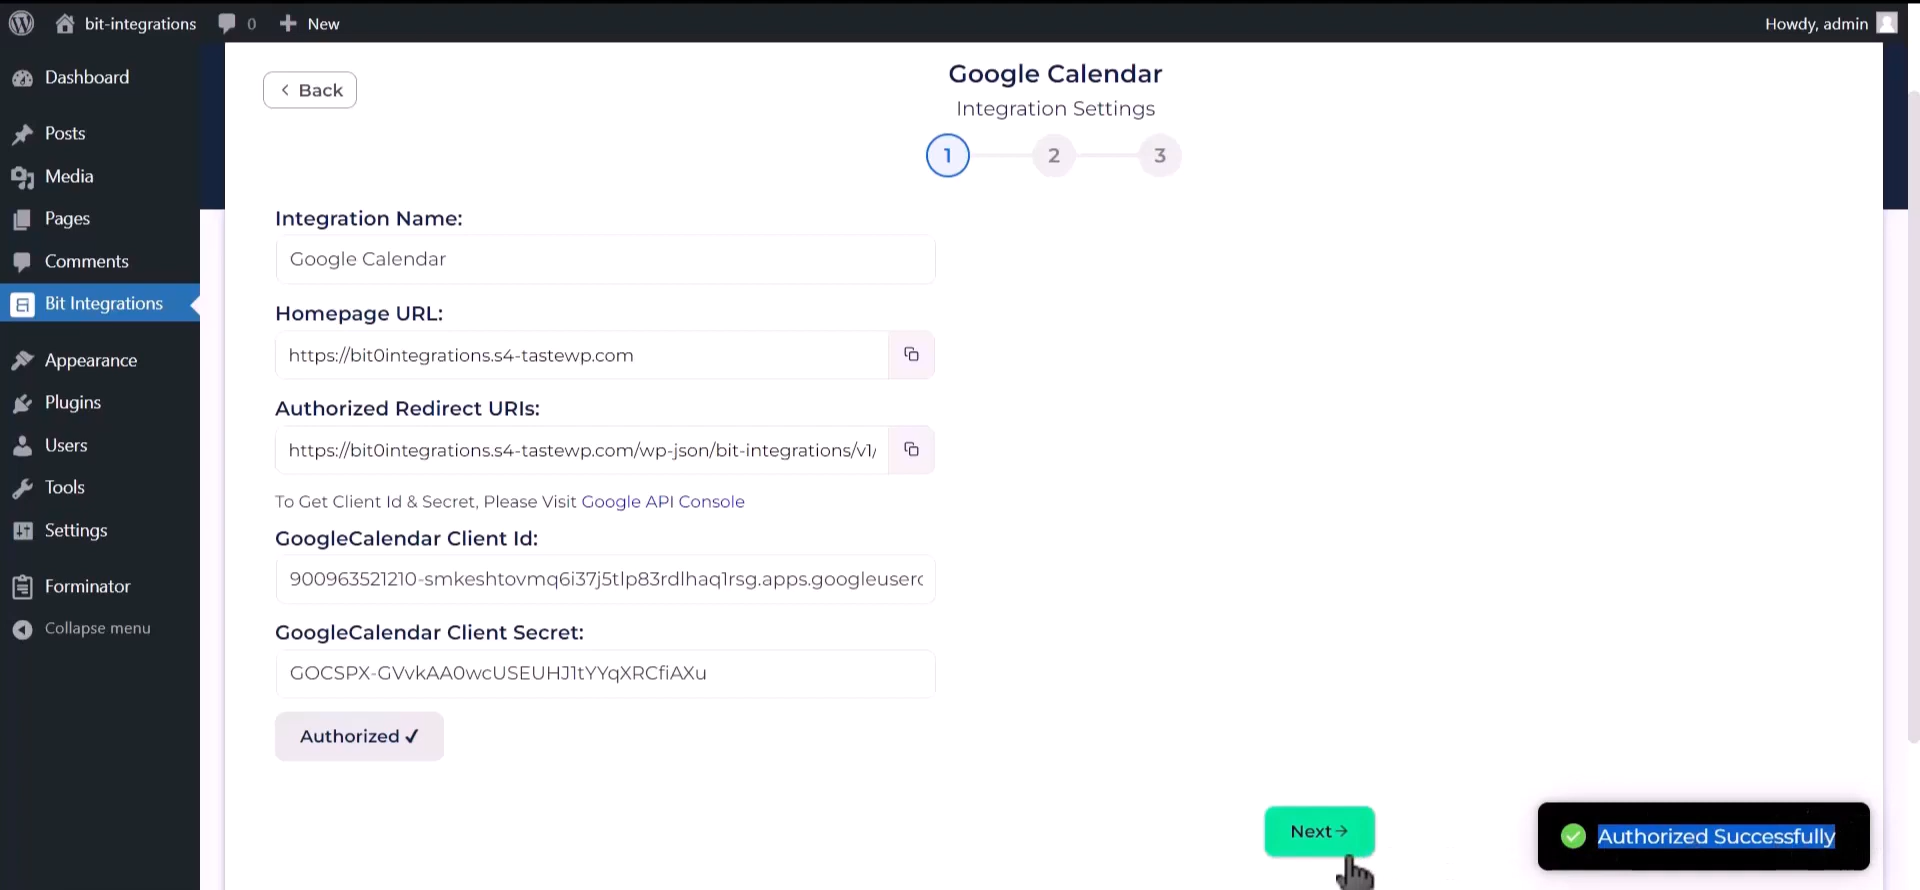 bit-integrations
0
New
Howdy, admin
Dashboard
Posts
Media
Pages
Comments
Bit Integrations
Appearance
Plugins
Users
Tools
Settings
Forminator
Collapse menu
Back
Google Calendar
Integration Settings
1 2 3
Integration Name:
Google Calendar
Homepage URL:
https://bit0integrations.s4-tastewp.com
Authorized Redirect URIs:
https://bit0integrations.s4-tastewp.com/wp-json/bit-integrations/v1/
To Get Client Id & Secret, Please Visit Google API Console
GoogleCalendar Client Id:
900963521210-smkeshtovmq6i37j5tlp83rdlhaq1rsg.apps.googleuserc
GoogleCalendar Client Secret:
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
Authorized ✓
Next→
Authorized Successfully